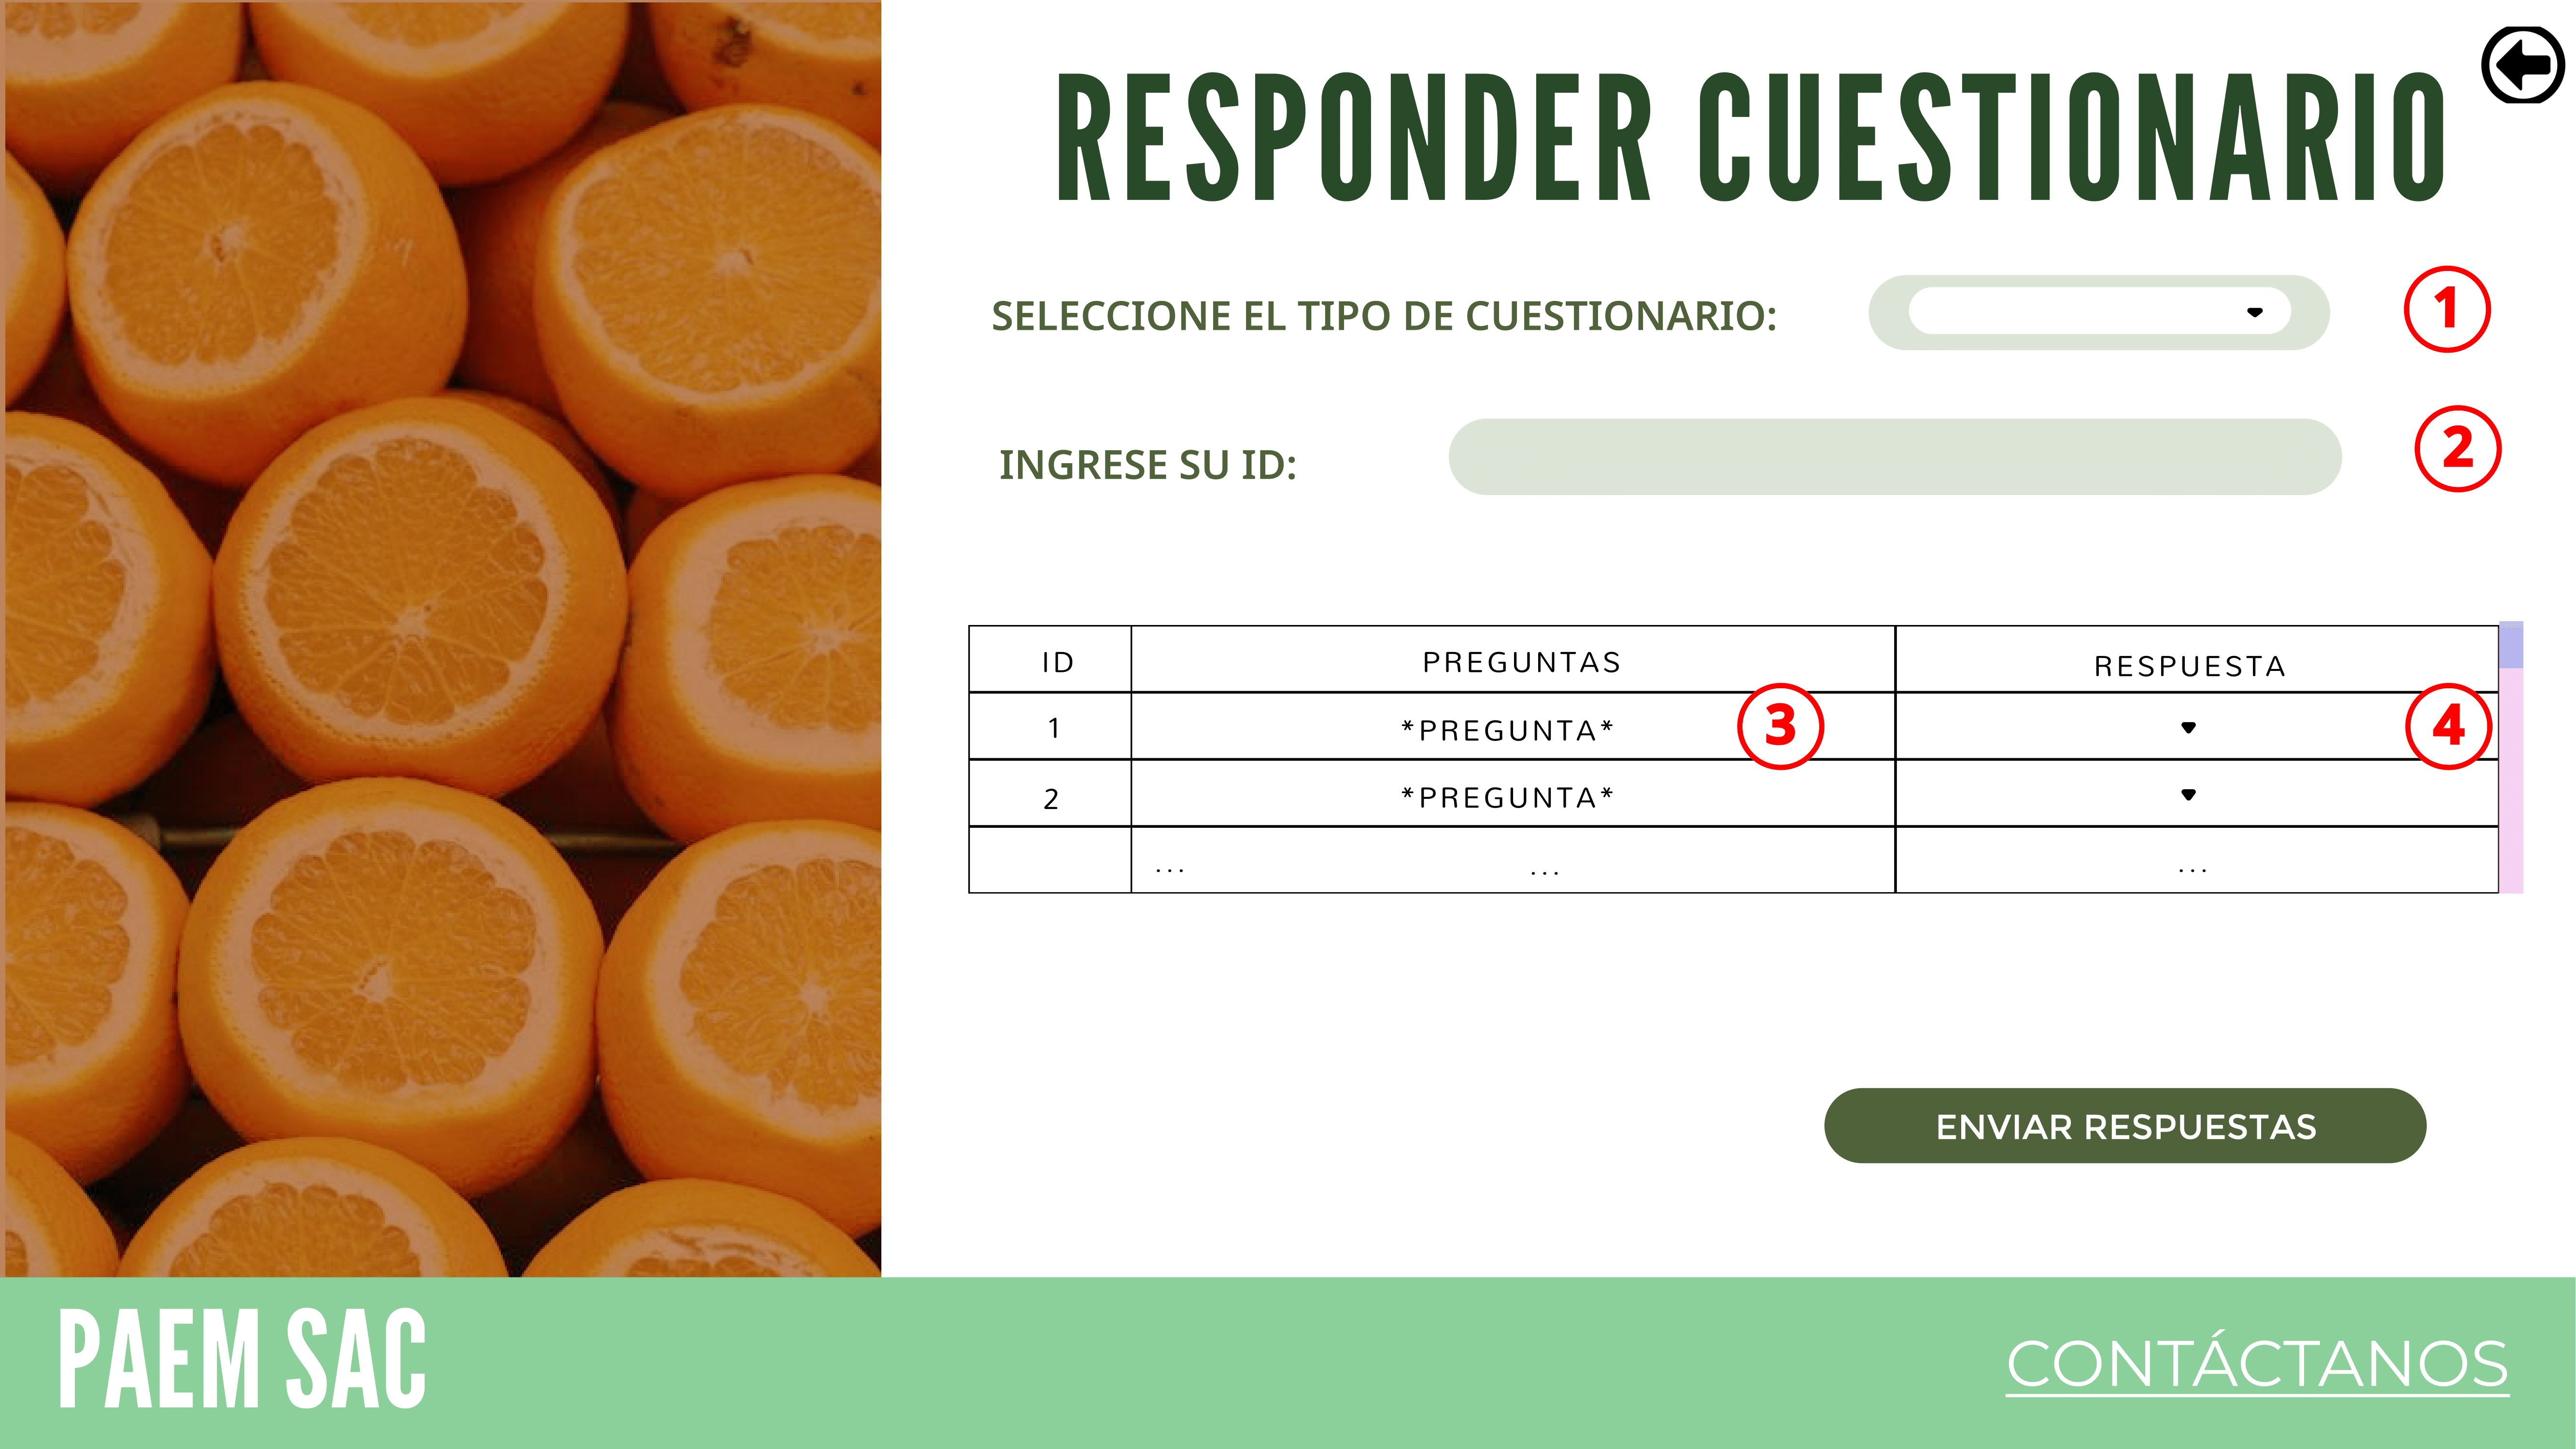 RESPONDER CUESTIONARIO
SELECCIONE EL TIPO DE CUESTIONARIO:
1
INGRESE SU ID:
2
ID PREGUNTAS RESPUESTA
1 *PREGUNTA* 3 4
2 *PREGUNTA*
... ... ...
ENVIAR RESPUESTAS
PAEM SAC
CONTÁCTANOS